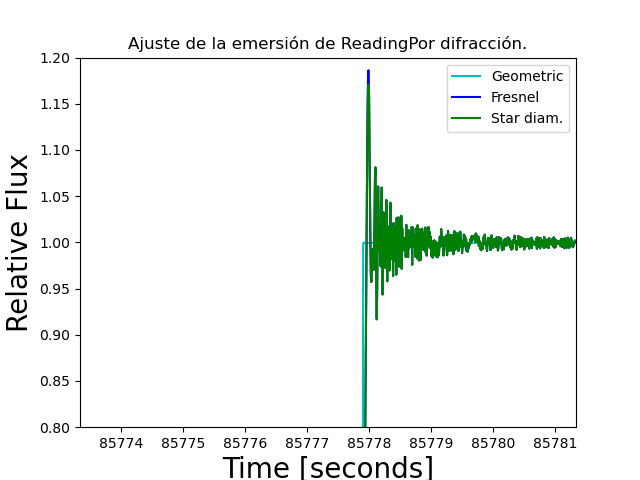 Ajuste de la emersión de ReadingPor difracción.
Relative Flux
1.20
1.15
1.10
1.05
1.00
0.95
0.90
0.85
0.80
Geometric
Fresnel
Star diam.
85774 85775 85776 85777 85778 85779 85780 85781
Time [seconds]